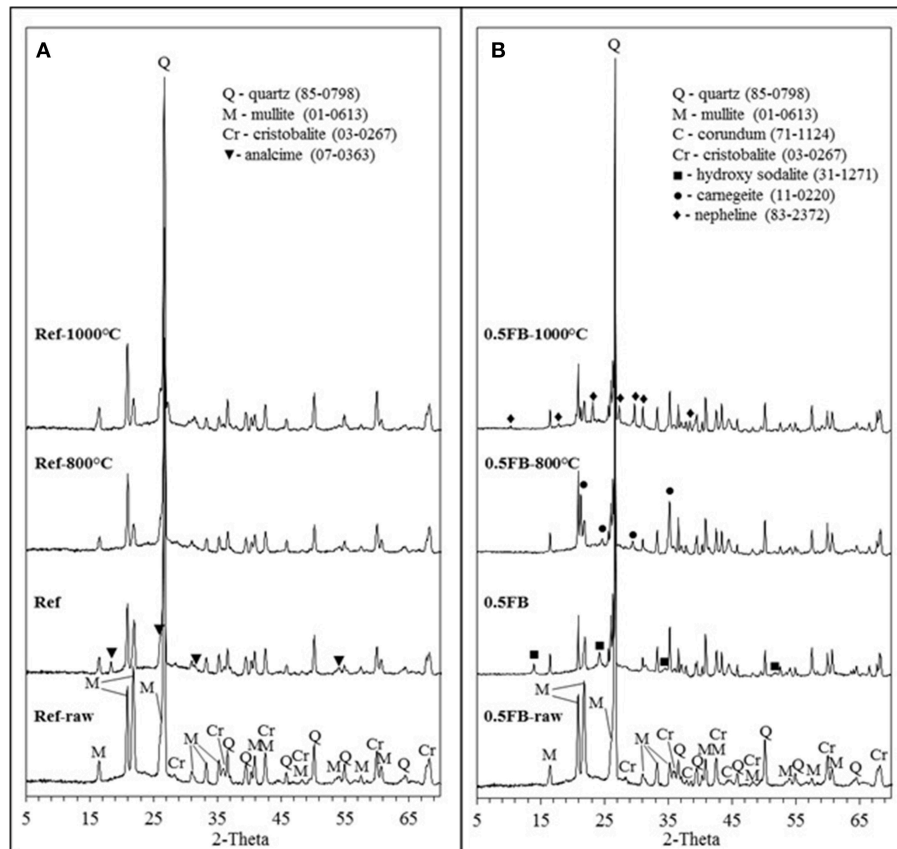 A
Q
Q - quartz (85-0798)
M - mullite (01-0613)
Cr - cristobalite (03-0267)
▼- analcime (07-0363)
Ref-1000°C
Ref-800°C
Ref
M
M
Ref-raw
M
Cr
M
Cr
Q
Q
M
Cr
M
Q
Cr
M
Q
M
Q
M
Cr
M
Q
Cr
5 15 25 35 45 55 65
2-Theta
B
Q
Q - quartz (85-0798)
M - mullite (01-0613)
C - corundum (71-1124)
Cr - cristobalite (03-0267)
■ - hydroxy sodalite (31-1271)
● - carnegeite (11-0220)
♦ - nepheline (83-2372)
0.5FB-1000°C
0.5FB-800°C
0.5FB
M
M
0.5FB-raw
M
Cr
M
Cr
Q
C
Q
M
Cr
M
C
Q
Cr
M
Q
M
Q
M
Cr
M
Q
Cr
5 15 25 35 45 55 65
2-Theta